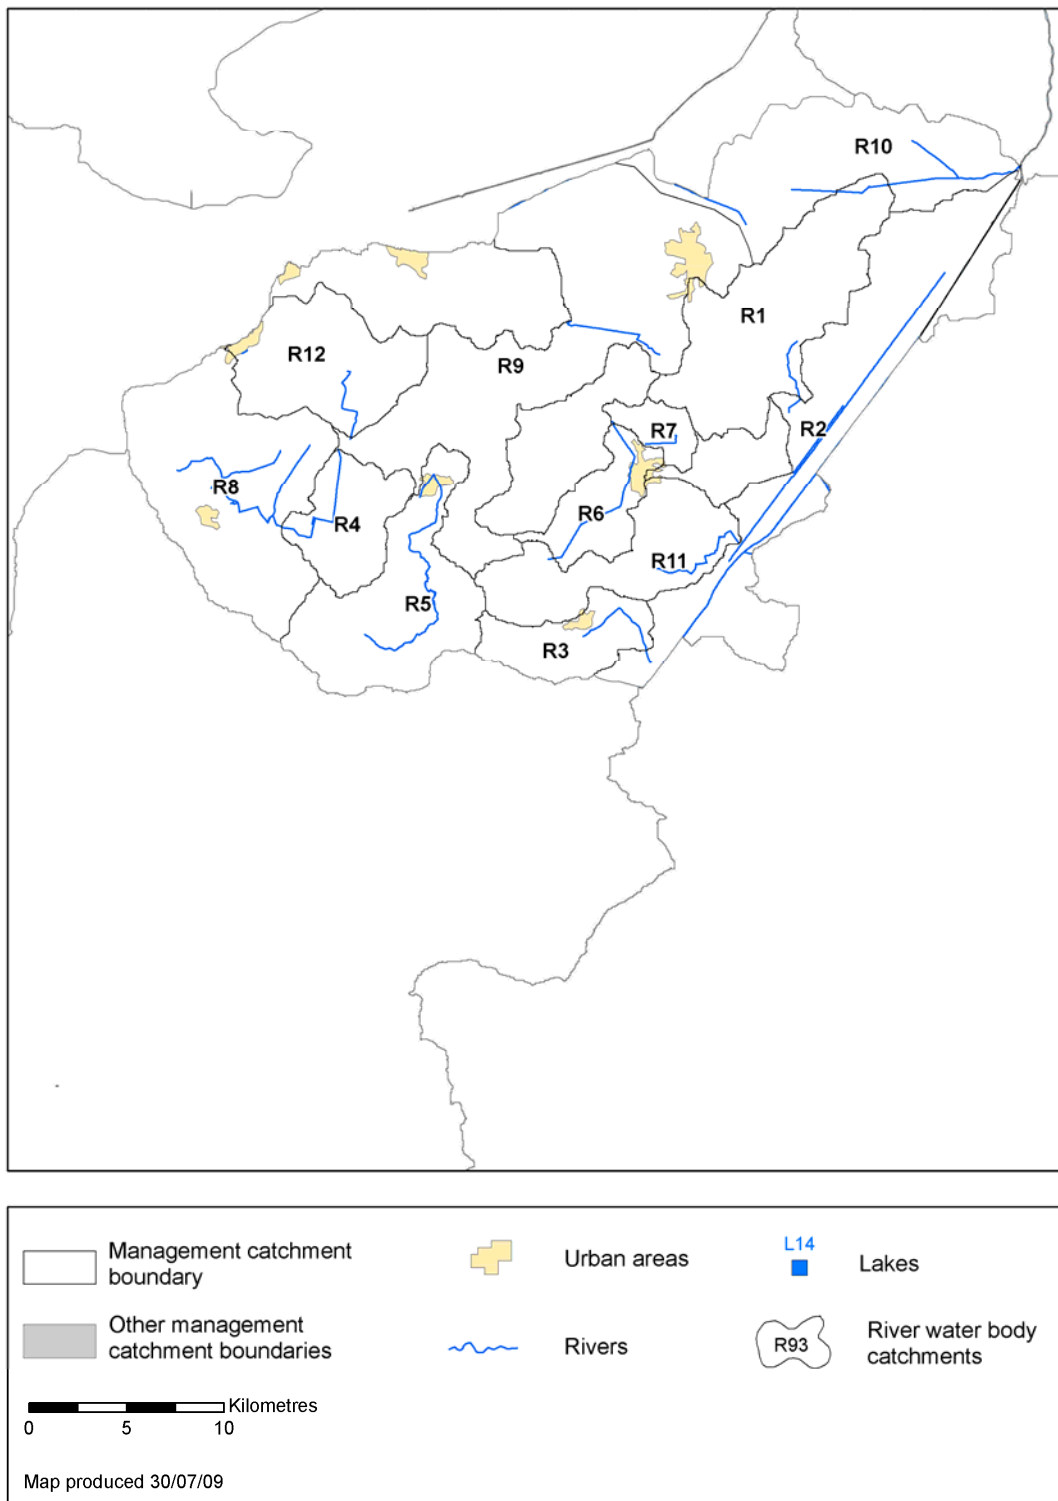 R10
R1
R12
R9
R7
R2
R8
R6
R4
R11
R5
R3
Management catchment
boundary
Urban areas
L14
Lakes
Other management
catchment boundaries
Rivers
R93
River water body
catchments
Kilometres
0 5 10
Map produced 30/07/09